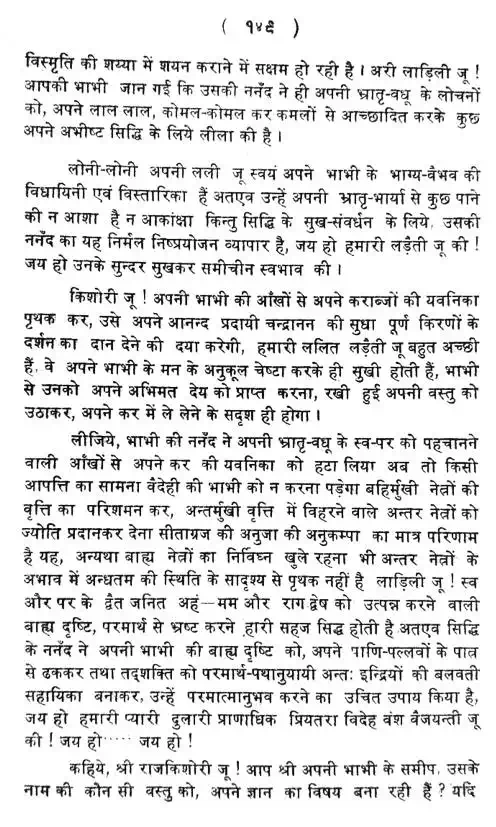 ( १४९ )
विस्मृति की शय्या में शयन कराने में सक्षम हो रही है । अरी लाड़िली जू !
आपकी भाभी जान गई कि उसकी ननँद ने ही अपनी भ्रातृ-वधू के लोचनों
को, अपने लाल लाल, कोमल-कोमल कर कमलों से आच्छादित करके कुछ
अपने अभीष्ट सिद्धि के लिये लीला की है ।
लोनी-लोनी अपनी लली जू स्वयं अपने भाभी के भाग्य-वैभव की
विधायिनी एवं विस्तारिका हैं अतएव उन्हें अपनी भ्रातृ-भार्या से कुछ पाने
की न आशा है न आकांक्षा किन्तु सिद्धि के सुख-संवर्धन के लिये, उसकी
ननँद का यह निर्मल निष्प्रयोजन व्यापार है, जय हो हमारी लड़ैती जू की !
जय हो उनके सुन्दर सुखकर समीचीन स्वभाव की ।
किशोरी जू ! अपनी भाभी की आँखों से अपने कराब्जों की यवनिका
पृथक कर, उसे अपने आनन्द प्रदायी चन्द्रानन की सुधा पूर्ण किरणों के
दर्शन का दान देने की दया करेगी, हमारी ललित लड़ैती जू बहुत अच्छी
हैं, वे अपने भाभी के मन के अनुकूल चेष्टा करके ही सुखी होती हैं, भाभी
से उनको अपने अभिमत देय को प्राप्त करना, रखी हुई अपनी वस्तु को
उठाकर, अपने कर में ले लेने के सदृश ही होगा ।
लीजिये, भाभी की ननँद ने अपनी भ्रातृ-वधू के स्व-पर को पहचानने
वाली आँखों से अपने कर की यवनिका को हटा लिया अब तो किसी
आपत्ति का सामना वैदेही की भाभी को न करना पड़ेगा बहिर्मुखी नेत्रों की
वृत्ति का परिशमन कर, अन्तर्मुखी वृत्ति में विहरने वाले अन्तर नेत्रों को
ज्योति प्रदानकर देना सीताग्रज की अनुजा की अनुकम्पा का मात्र परिणाम
है यह, अन्यथा बाह्य नेत्रों का निर्विघ्न खुले रहना भी अन्तर नेत्रों के
अभाव में अन्धतम की स्थिति के सादृश्य से पृथक नहीं है लाड़िली जू ! स्व
और पर के द्वैत जनित अहं—मम और राग द्वेष को उत्पन्न करने वाली
बाह्य दृष्टि, परमार्थ से भ्रष्ट करने हारी सहज सिद्ध होती है अतएव सिद्धि
के ननँद ने अपनी भाभी की बाह्य दृष्टि को, अपने पाणि-पल्लवों के पात्र
से ढककर तथा तद्शक्ति को परमार्थ-पथानुयायी अन्तः इन्द्रियों की बलवती
सहायिका बनाकर, उन्हें परमात्मानुभव करने का उचित उपाय किया है,
जय हो हमारी प्यारी दुलारी प्राणाधिक प्रियतरा विदेह वंश वैजयन्ती जू
की ! जय हो····· जय हो !
कहिये, श्री राजकिशोरी जू ! आप श्री अपनी भाभी के समीप, उसके
नाम की कौन सी वस्तु को, अपने ज्ञान का विषय बना रही हैं ? यदि